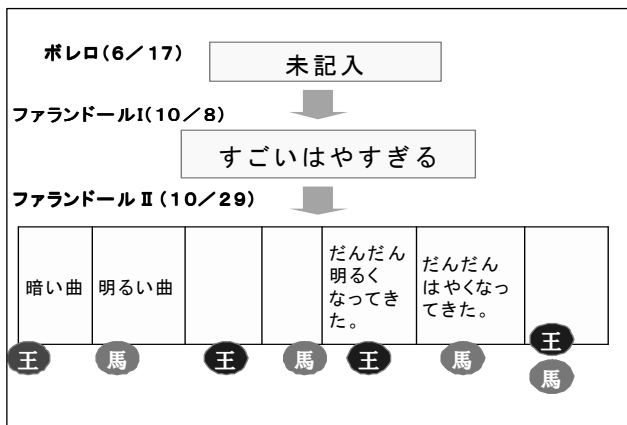 ボレロ(6/17)
未記入
ファランドールⅠ(10/8)
すごいはやすぎる
ファランドールⅡ(10/29)
暗い曲
明るい曲
だんだん
明るく
なってき
た。
だんだん
はやくなっ
てきた。
王
馬
王
馬
王
馬
王
馬